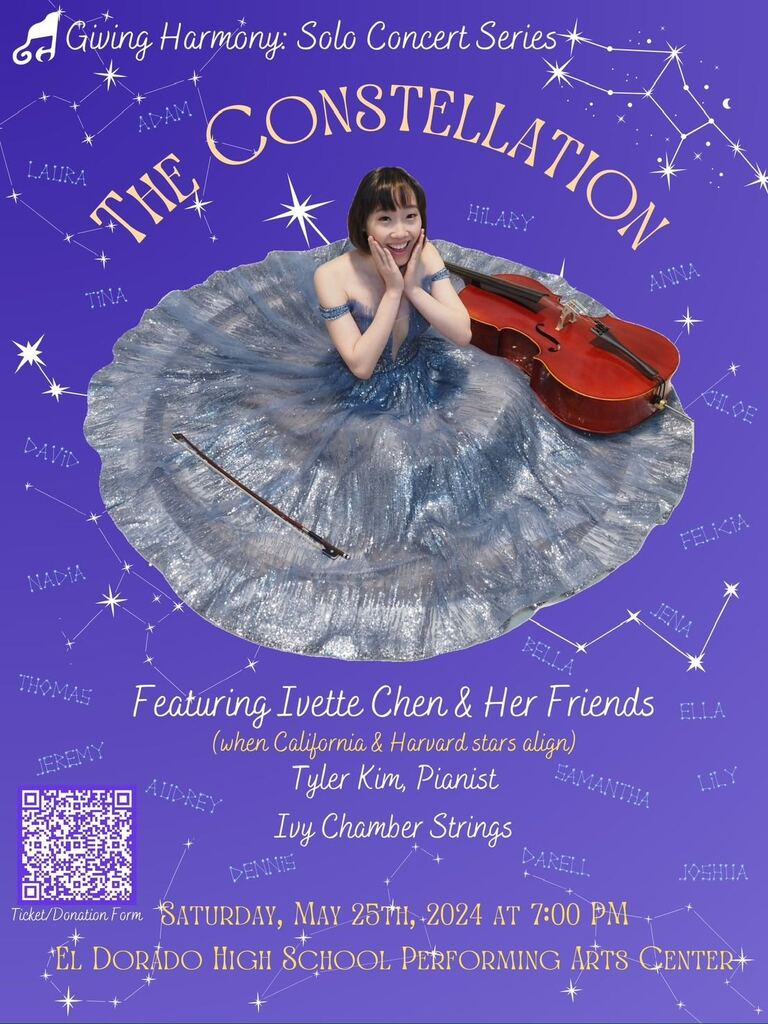 Giving Harmony: Solo Concert Series
THE CONSTELLATION
ADAM
LAURA
HILARY
TINA
ANNA
CHLOE
DAVID
FELICIA
NADIA
JENA
BELLA
THOMAS
ELLA
Featuring Ivette Chen & Her Friends
(when California & Harvard stars align)
JEREMY
Tyler Kim, Pianist
SAMANTHA
LILY
AUDREY
Ivy Chamber Strings
DENNIS
DARELL
JOSHUA
Ticket/Donation Form
SATURDAY, MAY 25TH, 2024 AT 7:00 PM
EL DORADO HIGH SCHOOL PERFORMING ARTS CENTER